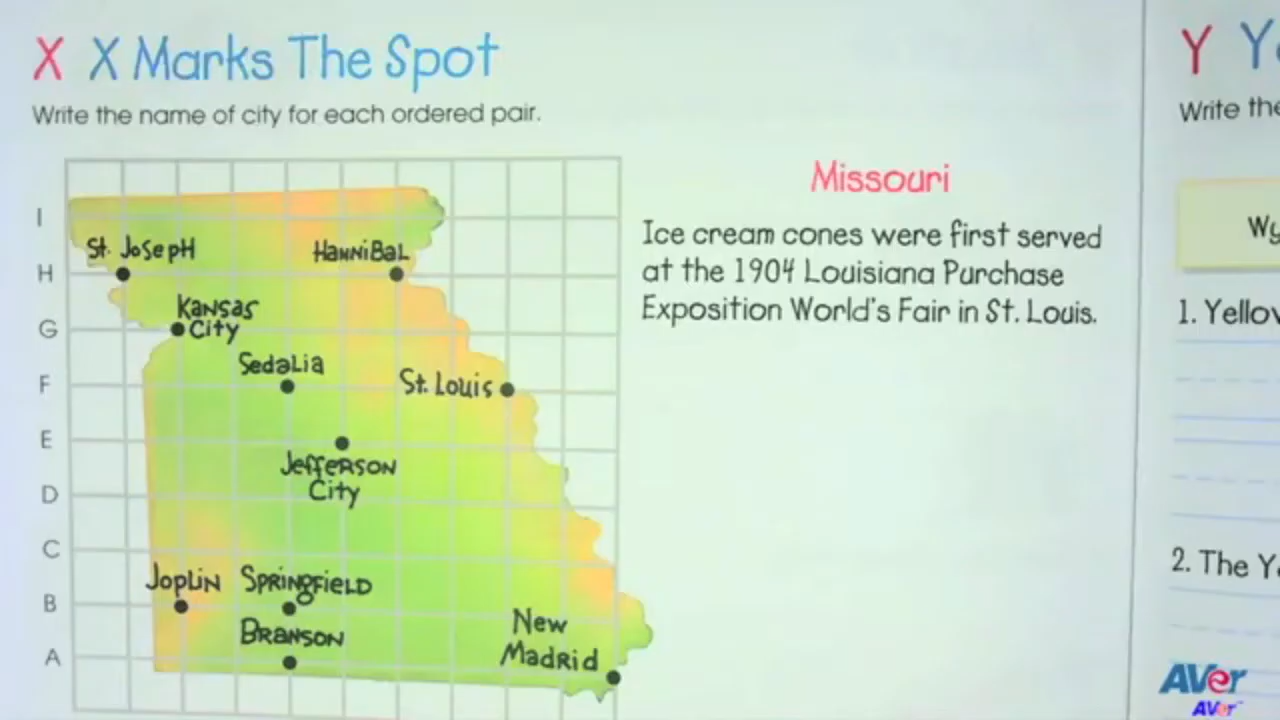 X X Marks The Spot
Write the name of city for each ordered pair.
Missouri
Ice cream cones were first served
at the 1904 Louisiana Purchase
Exposition World's Fair in St. Louis.
I
H
G
F
E
D
C
B
A
St. Joseph
Hannibal
Kansas
City
Sedalia
St. Louis
Jefferson
City
Joplin
Springfield
Branson
New
Madrid
Y
Write the
1. Yellow
2. The
AVer
AVer